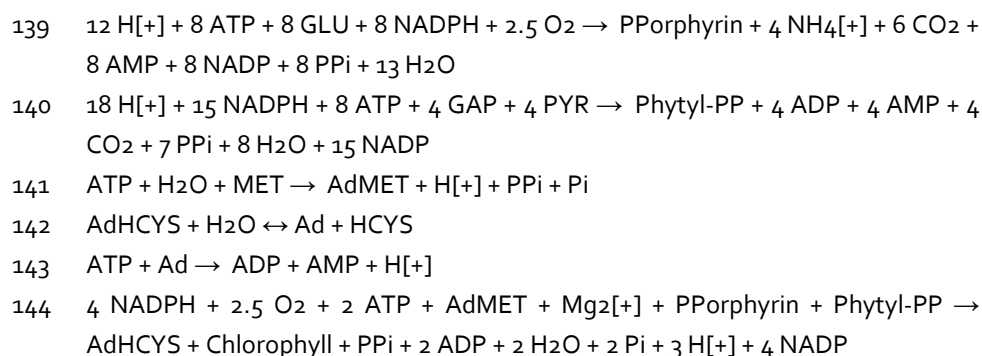 139 12 H[+] + 8 ATP + 8 GLU + 8 NADPH + 2.5 O2 → PPorphyrin + 4 NH4[+] + 6 CO2 +
8 AMP + 8 NADP + 8 PPi + 13 H2O
140 18 H[+] + 15 NADPH + 8 ATP + 4 GAP + 4 PYR → Phytyl-PP + 4 ADP + 4 AMP + 4
CO2 + 7 PPi + 8 H2O + 15 NADP
141 ATP + H2O + MET → AdMET + H[+] + PPi + Pi
142 AdHCYS + H2O ↔ Ad + HCYS
143 ATP + Ad → ADP + AMP + H[+]
144 4 NADPH + 2.5 O2 + 2 ATP + AdMET + Mg2[+] + PPorphyrin + Phytyl-PP →
AdHCYS + Chlorophyll + PPi + 2 ADP + 2 H2O + 2 Pi + 3 H[+] + 4 NADP